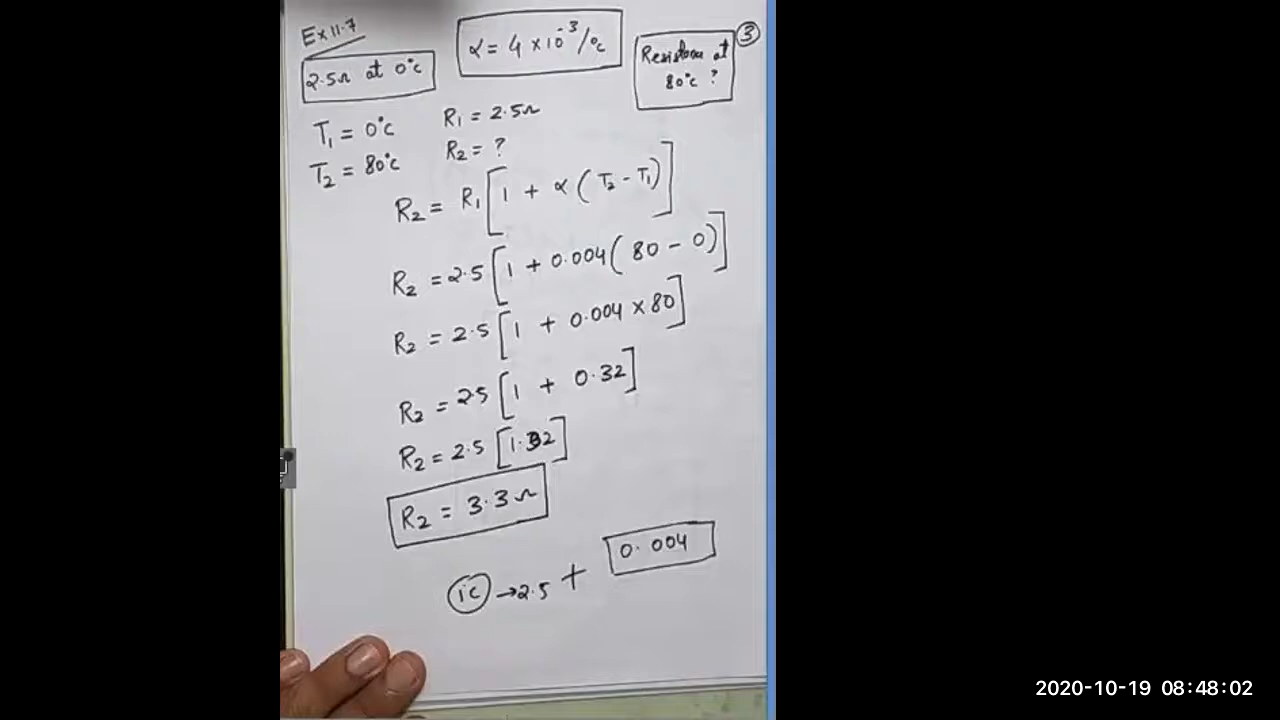 Ex 11.7
2.5Ω at 0°C
α = 4 × 10⁻³/°C
Resistance at
80°C ?
3
T₁ = 0°C R₁ = 2.5Ω
T₂ = 80°C R₂ = ?
R₂ = R₁ [1 + α (T₂ - T₁)]
R₂ = 2.5 [1 + 0.004 (80 - 0)]
R₂ = 2.5 [1 + 0.004 × 80]
R₂ = 2.5 [1 + 0.32]
R₂ = 2.5 [1.32]
R₂ = 3.3 Ω
1°C → 2.5 + 0.004
2020-10-19 08:48:02